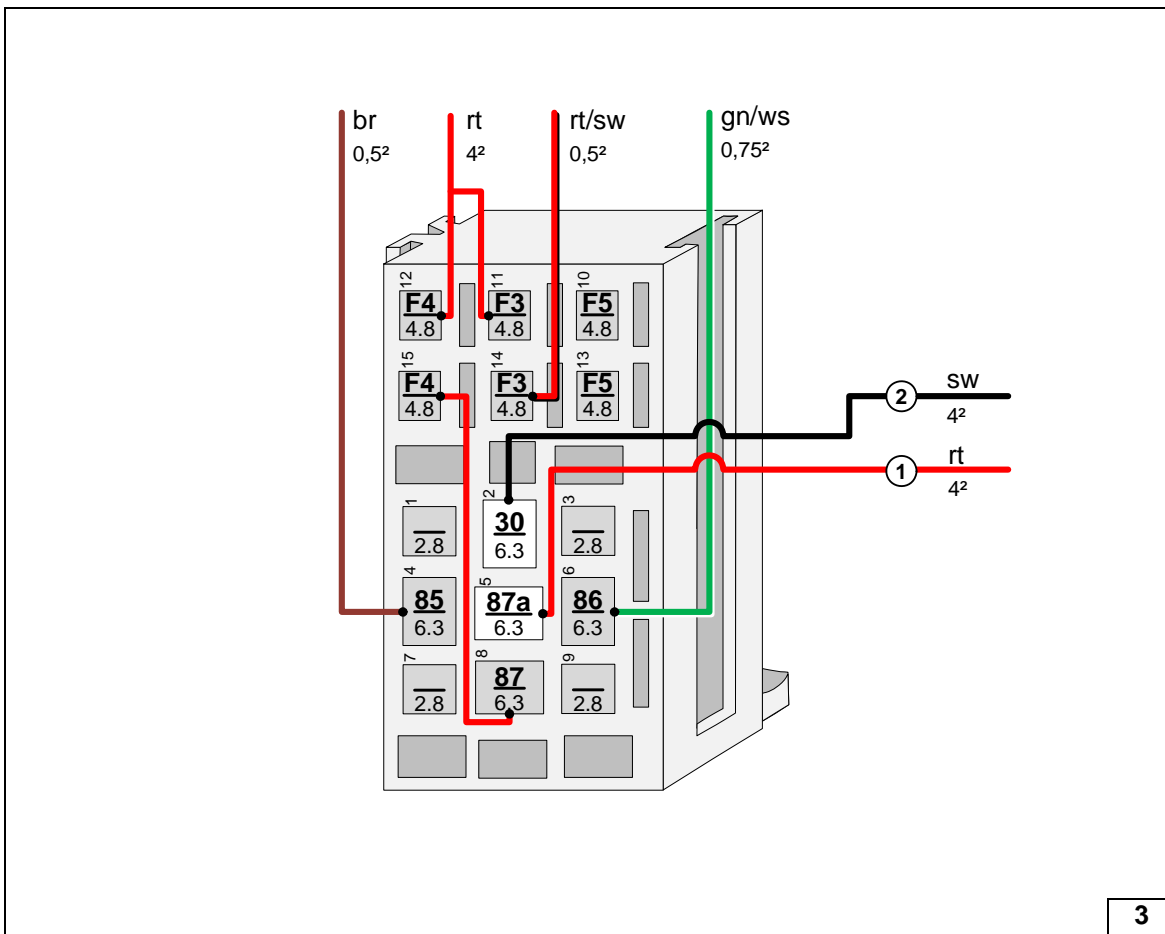 br rt rt/sw gn/ws
0,5² 4² 0,5² 0,75²
12 11 10
F4 F3 F5
4.8 4.8 4.8
15 14 13
F4 F3 F5
4.8 4.8 4.8
2 sw
4²
1 rt
4²
1 2 3
30
2.8 6.3 2.8
4 5 6
85 87a 86
6.3 6.3 6.3
7 8 9
87
2.8 6.3 2.8
3